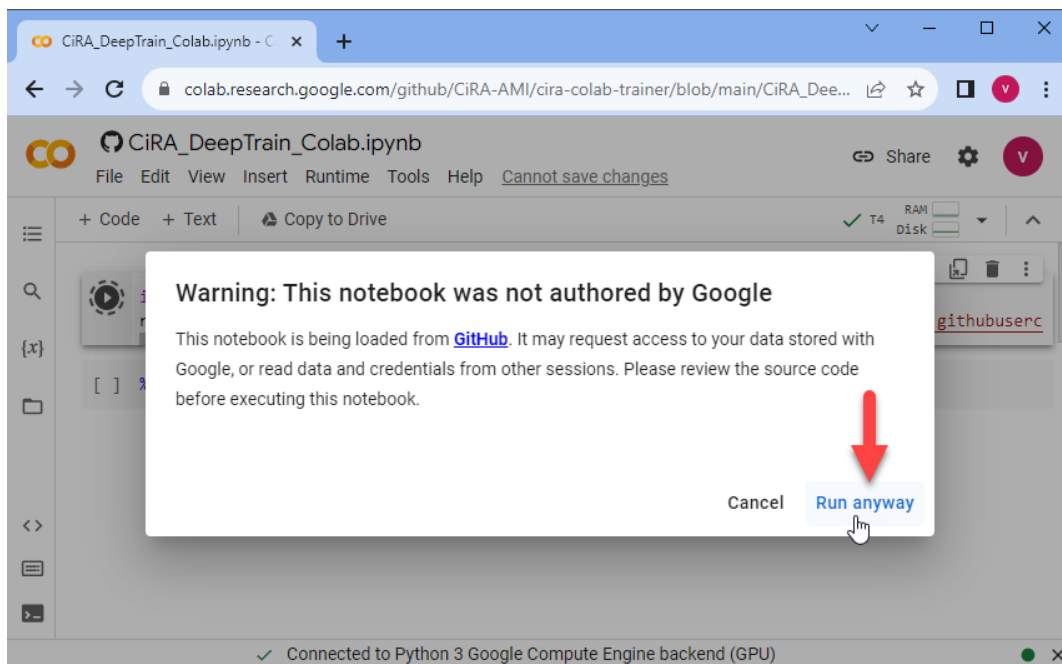 CiRA_DeepTrain_Colab.ipynb - C
colab.research.google.com/github/CiRA-AMI/cira-colab-trainer/blob/main/CiRA_Dee...
V
CiRA_DeepTrain_Colab.ipynb
File Edit View Insert Runtime Tools Help Cannot save changes
Share
V
+ Code + Text Copy to Drive
T4 RAM
Disk
Warning: This notebook was not authored by Google
githubuserc
This notebook is being loaded from GitHub. It may request access to your data stored with
Google, or read data and credentials from other sessions. Please review the source code
before executing this notebook.
{x}
[ ] %
Cancel Run anyway
Connected to Python 3 Google Compute Engine backend (GPU)